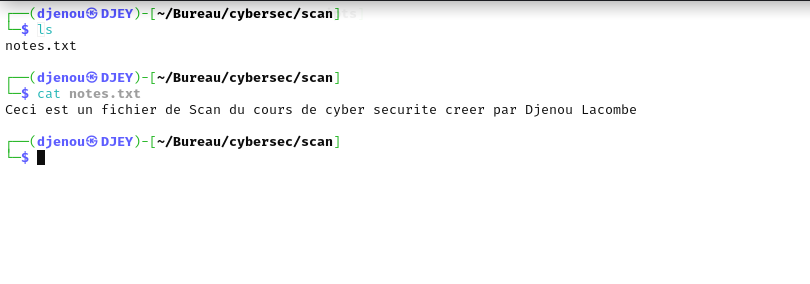 ┌──(djenou㉿DJEY)-[~/Bureau/cybersec/scan]
└─$ ls
notes.txt
┌──(djenou㉿DJEY)-[~/Bureau/cybersec/scan]
└─$ cat notes.txt
Ceci est un fichier de Scan du cours de cyber securite creer par Djenou Lacombe
┌──(djenou㉿DJEY)-[~/Bureau/cybersec/scan]
└─$